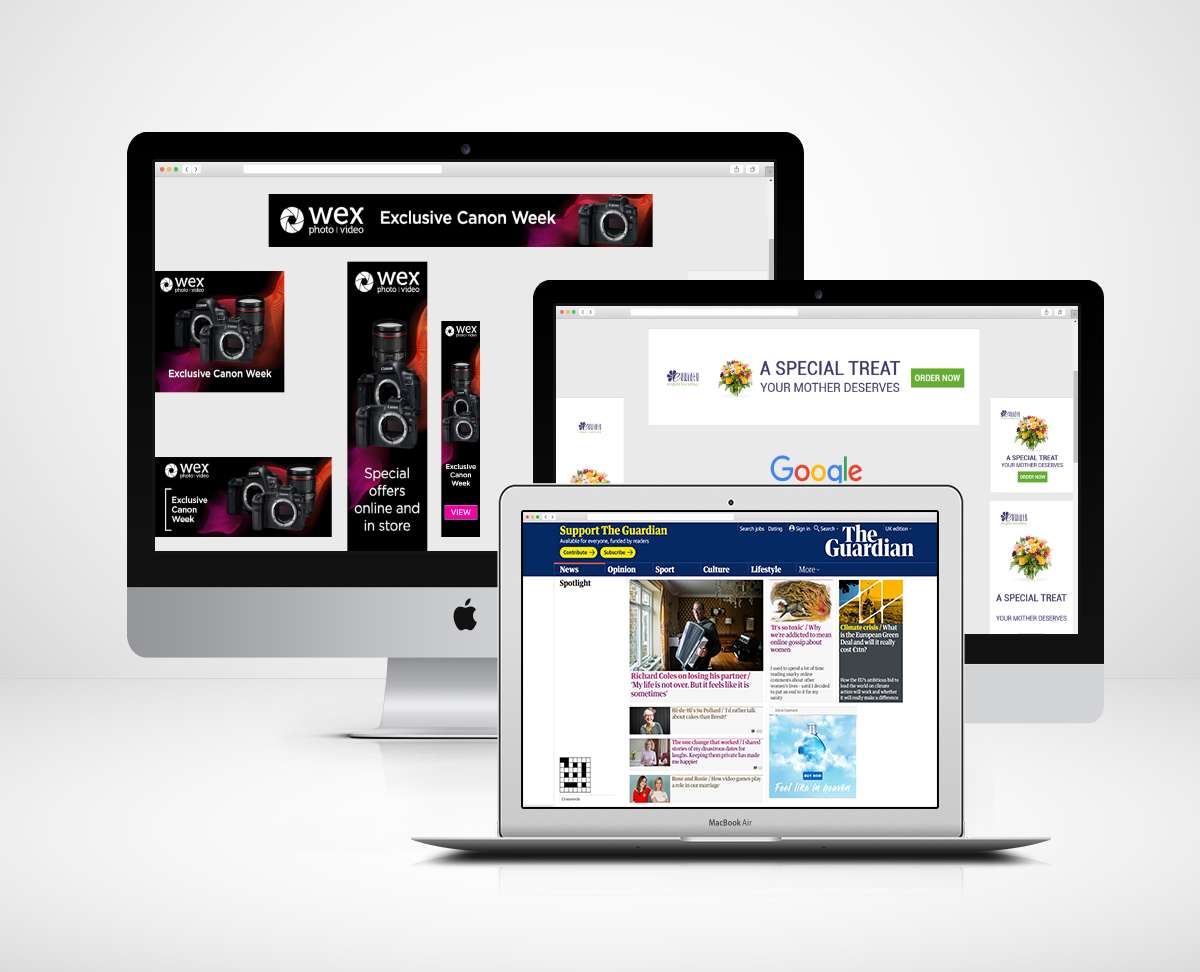 wex
photo | video
Exclusive Canon Week
wex
photo | video
Exclusive Canon Week
wex
photo | video
Special
offers
online and
in store
wex
photo | video
Exclusive
Canon
Week
VIEW
wex
photo | video
Exclusive
Canon
Week
A SPECIAL TREAT
YOUR MOTHER DESERVES
ORDER NOW
A SPECIAL TREAT
YOUR MOTHER DESERVES
ORDER NOW
Google
A SPECIAL TREAT
YOUR MOTHER DESERVES
Support The Guardian
Available for everyone, funded by readers
Contribute →
Subscribe →
Search jobs
Dating
Sign in
Search
UK edition
The
Guardian
News
Opinion
Sport
Culture
Lifestyle
More
Spotlight
Richard Coles on losing his partner /
'My life is not over. But it feels like it is
sometimes'
'It's so toxic' / Why
we're addicted to mean
online gossip about
women
I used to spend a lot of time
reading snarky online
comments about other
women's lives – until I decided
to put an end to it for my
sanity
Climate crisis / What
is the European Green
Deal and will it really
cost €1tn?
How the EU's ambitious bid to
lead the world on climate
action will work and whether
it will really make a difference
Hi-de-Hi's Su Pollard / 'I'd rather talk
about cakes than Brexit!'
The one change that worked / I shared
stories of my disastrous dates for
laughs. Keeping them private has made
me happier
Rose and Rosie / How video games play
a role in our marriage
Crosswords
BUY NOW
Feel like in heaven
MacBook Air